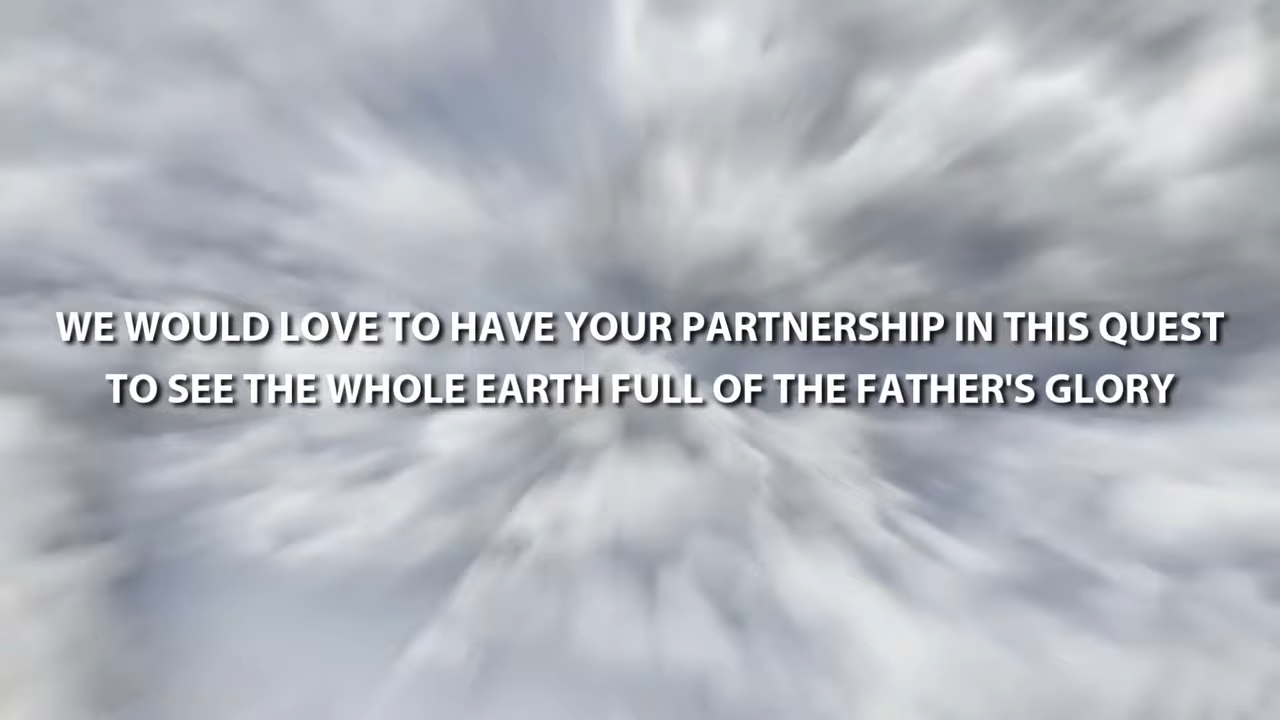 WE WOULD LOVE TO HAVE YOUR PARTNERSHIP IN THIS QUEST
TO SEE THE WHOLE EARTH FULL OF THE FATHER'S GLORY